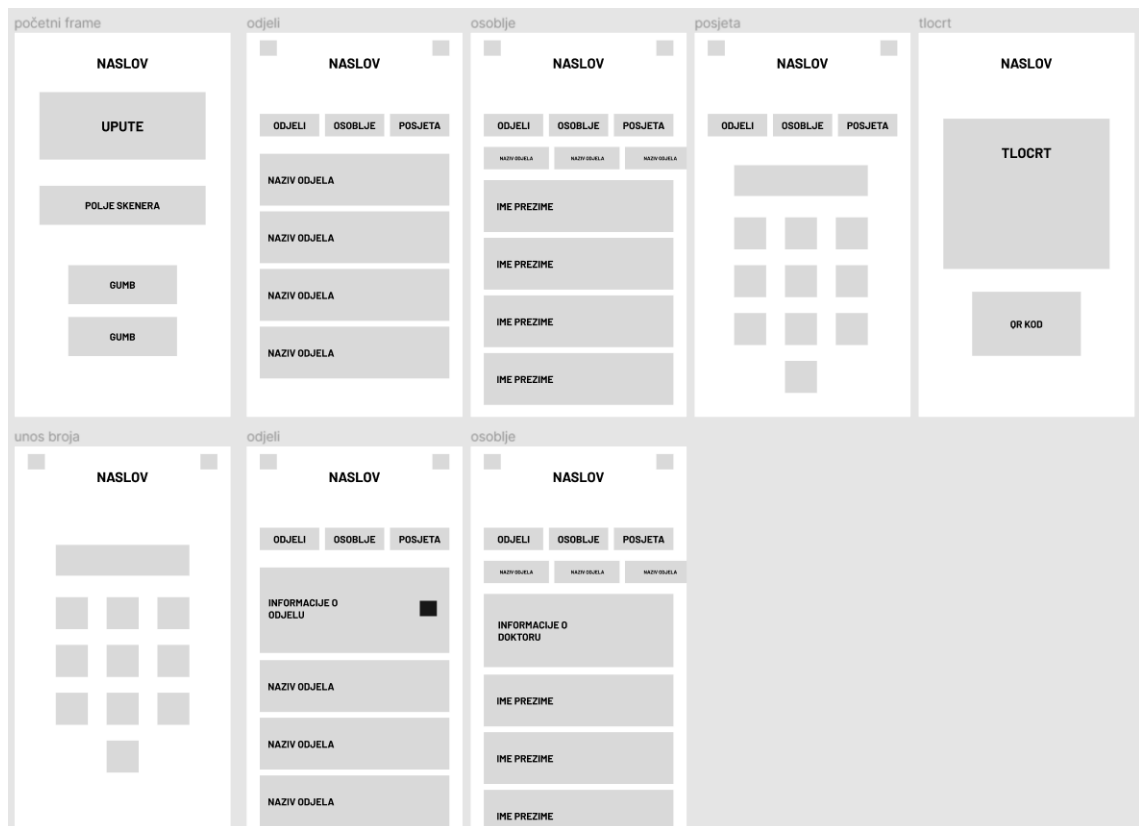 početni frame
NASLOV
UPUTE
POLJE SKENERA
GUMB
GUMB
odjeli
NASLOV
ODJELI
OSOBLJE
POSJETA
NAZIV ODJELA
NAZIV ODJELA
NAZIV ODJELA
NAZIV ODJELA
osoblje
NASLOV
ODJELI
OSOBLJE
POSJETA
NAZIV ODJELA
NAZIV ODJELA
NAZIV ODJELA
IME PREZIME
IME PREZIME
IME PREZIME
IME PREZIME
posjeta
NASLOV
ODJELI
OSOBLJE
POSJETA
tlocrt
NASLOV
TLOCRT
QR KOD
unos broja
NASLOV
odjeli
NASLOV
ODJELI
OSOBLJE
POSJETA
INFORMACIJE O
ODJELU
NAZIV ODJELA
NAZIV ODJELA
NAZIV ODJELA
osoblje
NASLOV
ODJELI
OSOBLJE
POSJETA
NAZIV ODJELA
NAZIV ODJELA
NAZIV ODJELA
INFORMACIJE O
DOKTORU
IME PREZIME
IME PREZIME
IME PREZIME